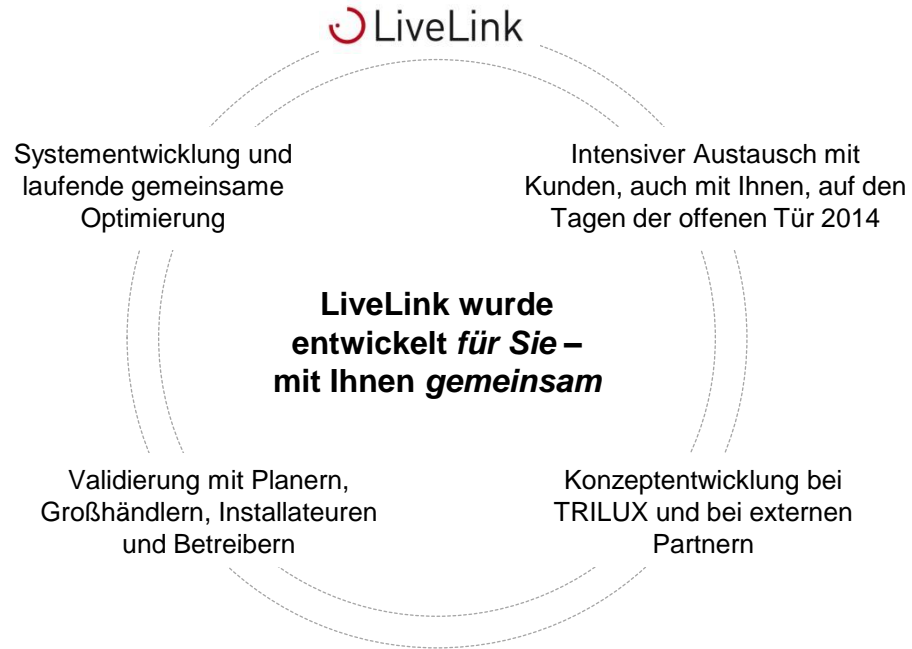 LiveLink
Systementwicklung und
laufende gemeinsame
Optimierung
Intensiver Austausch mit
Kunden, auch mit Ihnen, auf den
Tagen der offenen Tür 2014
LiveLink wurde
entwickelt für Sie –
mit Ihnen gemeinsam
Validierung mit Planern,
Großhändlern, Installateuren
und Betreibern
Konzeptentwicklung bei
TRILUX und bei externen
Partnern